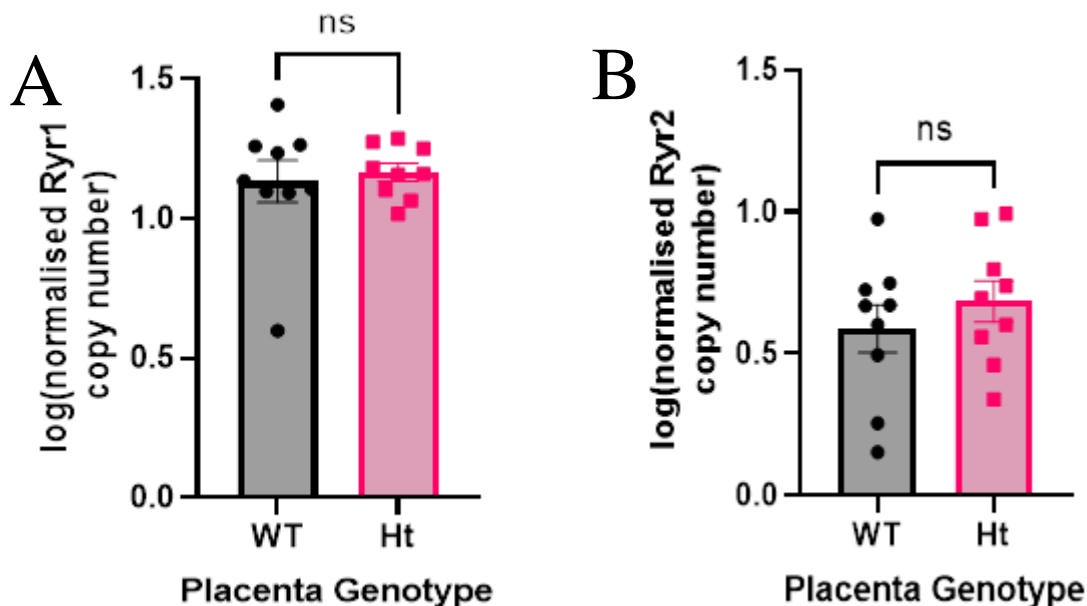 A
ns
log(normalised Ryr1
copy number)
1.5
1.0
0.5
0.0
WT
Ht
Placenta Genotype
B
ns
log(normalised Ryr2
copy number)
1.5
1.0
0.5
0.0
WT
Ht
Placenta Genotype